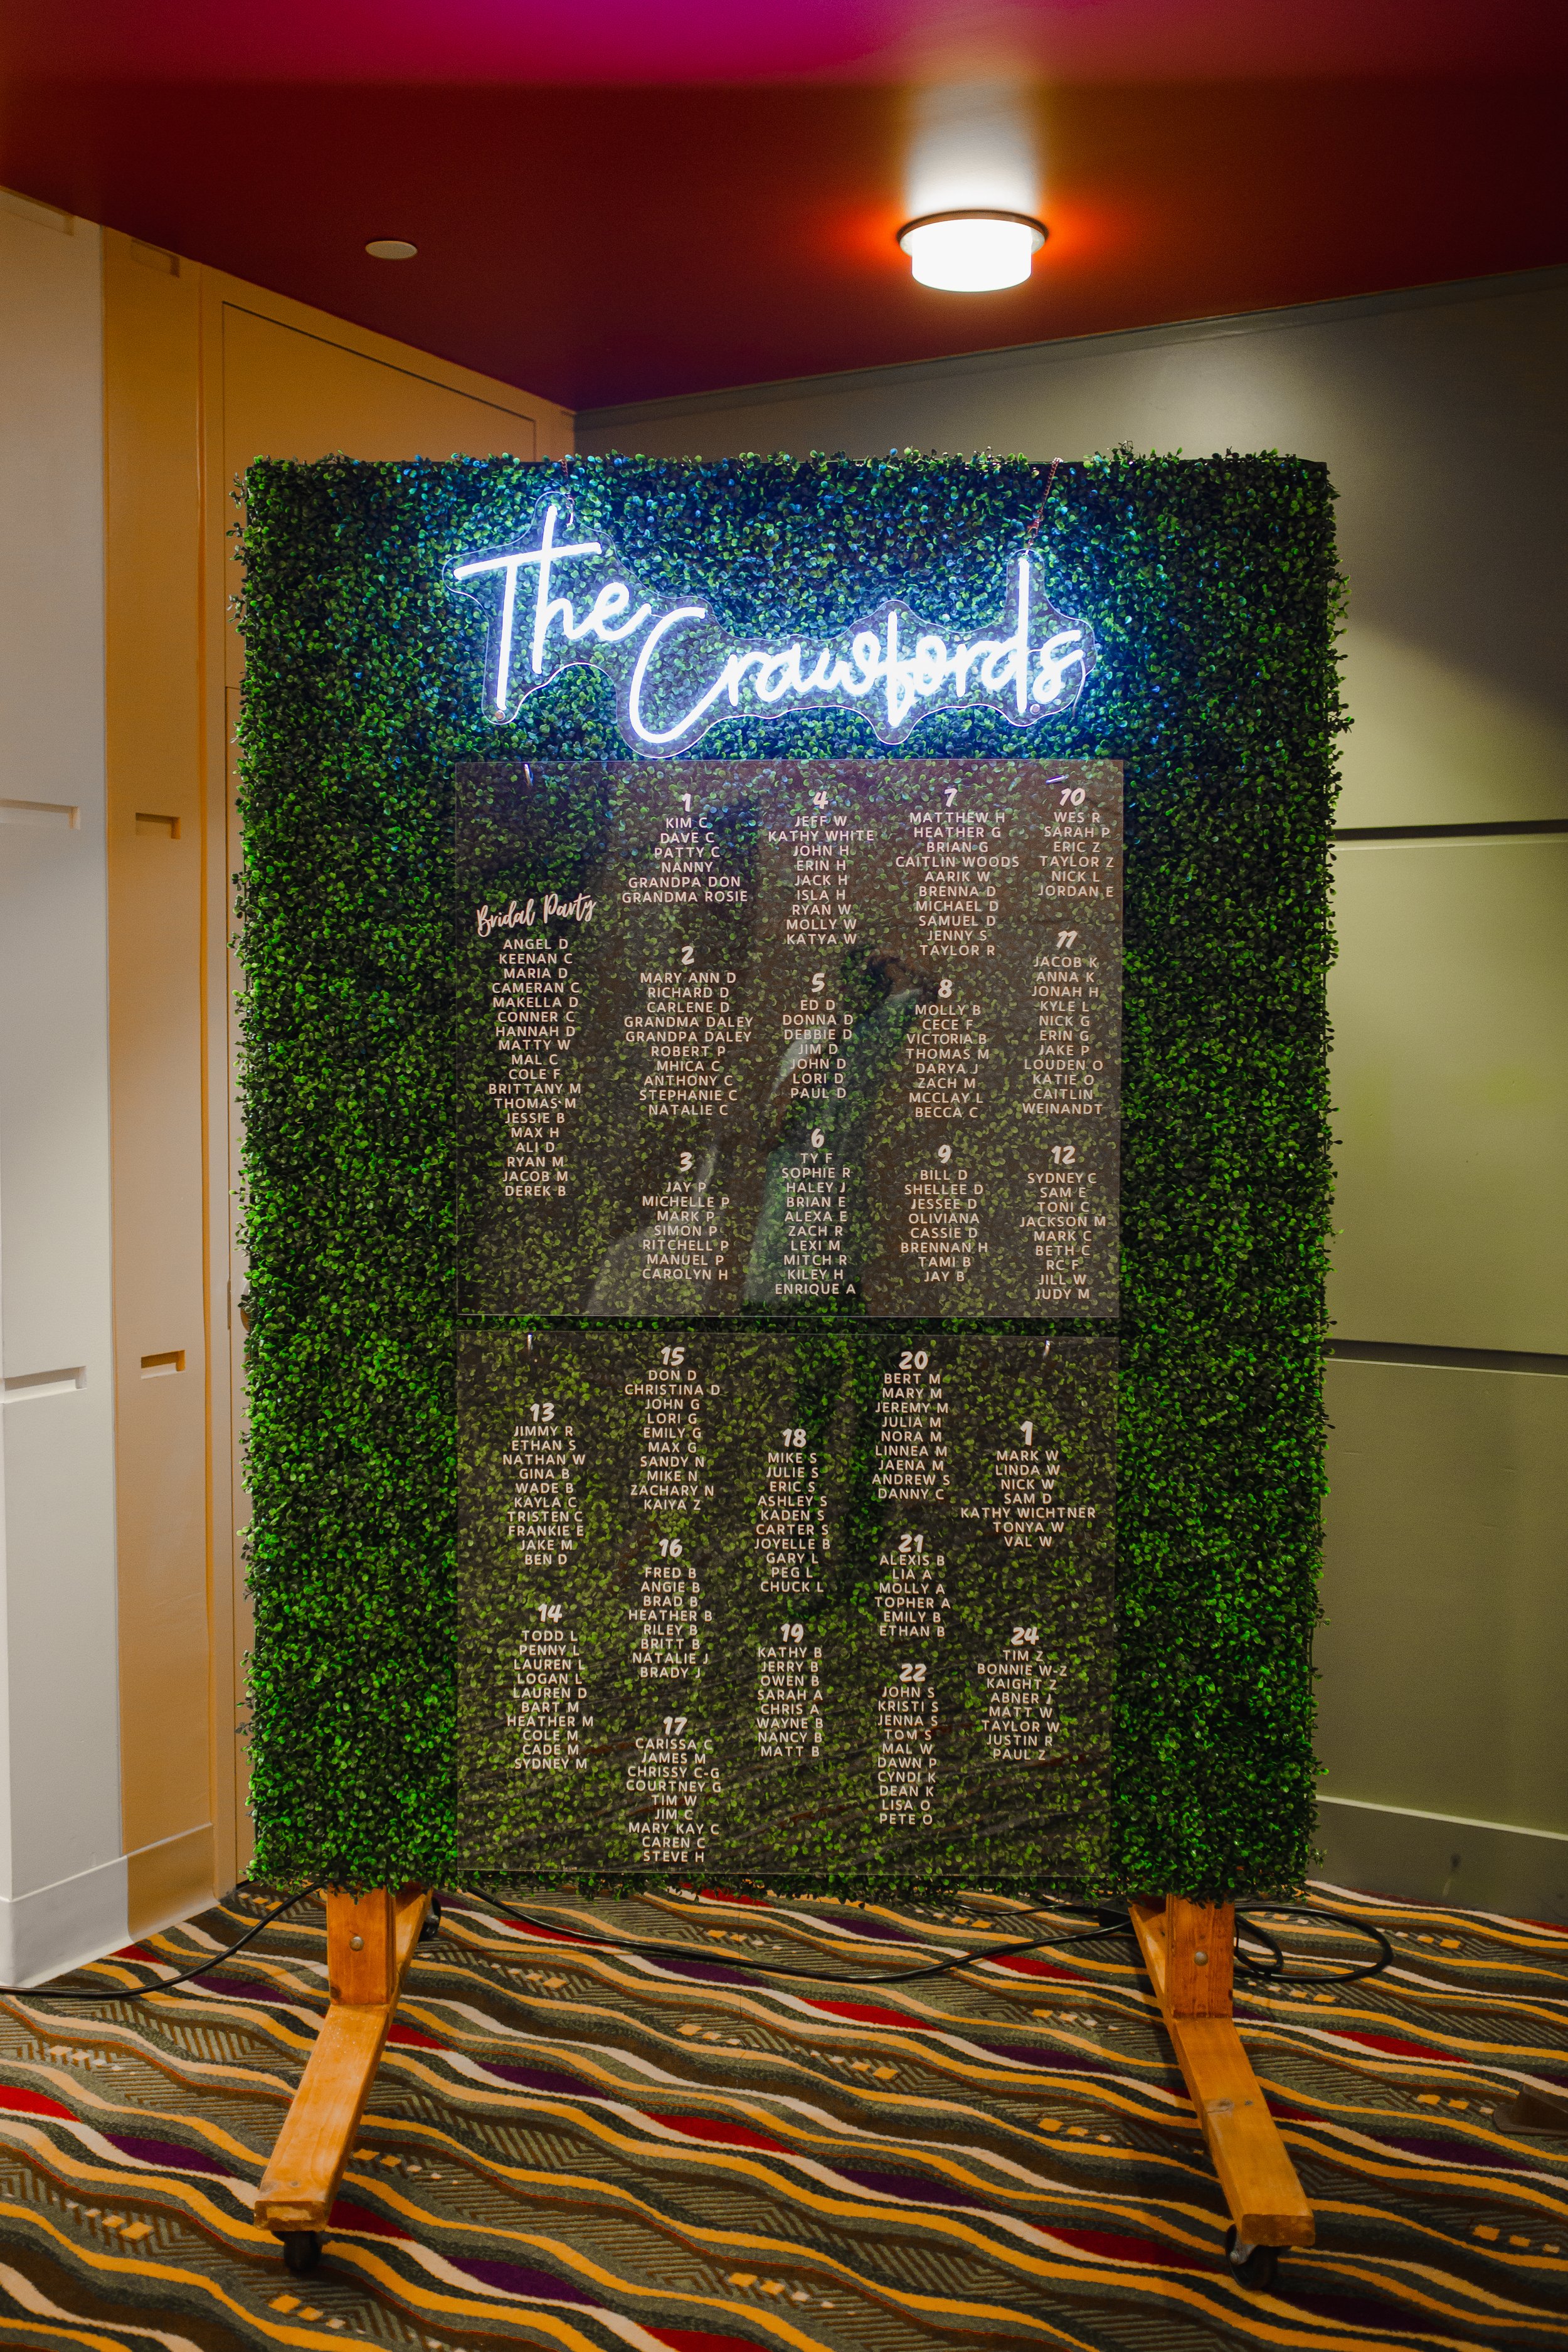 The Crawfords
Bridal Party
ANGEL D
KEENAN C
MARIA D
CAMERAN C
MAKELLA D
CONNER C
HANNAH D
MATTY W
MAL C
COLE F
BRITTANY M
THOMAS M
JESSIE B
MAX H
ALI D
RYAN M
JACOB M
DEREK B
1
KIM C
DAVE C
PATTY C
NANNY
GRANDPA DON
GRANDMA ROSIE
2
MARY ANN D
RICHARD D
CARLENE D
GRANDMA DALEY
GRANDPA DALEY
ROBERT P
MHICA C
ANTHONY C
STEPHANIE C
NATALIE C
3
JAY P
MICHELLE P
MARK P
SIMON P
RITCHELL P
MANUEL P
CAROLYN H
4
JEFF W
KATHY WHITE
JOHN H
ERIN H
JACK H
ISLA H
RYAN W
MOLLY W
KATYA W
5
ED D
DONNA D
DEBBIE D
JIM D
JOHN D
LORI D
PAUL D
6
TY F
SOPHIE R
HALEY J
BRIAN E
ALEXA E
ZACH R
LEXI M
MITCH R
KILEY H
ENRIQUE A
7
MATTHEW H
HEATHER G
BRIAN G
CAITLIN WOODS
AARIK W
BRENNA D
MICHAEL D
SAMUEL D
JENNY S
TAYLOR R
8
MOLLY B
CECE F
VICTORIA B
THOMAS M
DARYA J
ZACH M
MCCLAY L
BECCA C
9
BILL D
SHELLEE D
JESSEE D
OLIVIANA
CASSIE D
BRENNAN H
TAMI B
JAY B
10
WES R
SARAH P
ERIC Z
TAYLOR Z
NICK L
JORDAN E
11
JACOB K
ANNA K
JONAH H
KYLE L
NICK G
ERIN G
JAKE P
LOUDEN O
KATIE O
CAITLIN
WEINANDT
12
SYDNEY C
SAM E
TONI C
JACKSON M
MARK C
BETH C
RC F
JILL W
JUDY M
13
JIMMY R
ETHAN S
NATHAN W
GINA B
WADE B
KAYLA C
TRISTEN C
FRANKIE E
JAKE M
BEN D
14
TODD L
PENNY L
LAUREN L
LOGAN L
LAUREN D
BART M
HEATHER M
COLE M
CADE M
SYDNEY M
15
DON D
CHRISTINA D
JOHN G
LORI G
EMILY G
MAX G
SANDY N
MIKE N
ZACHARY N
KAIYA Z
16
FRED B
ANGIE B
BRAD B
HEATHER B
RILEY B
BRITT B
NATALIE J
BRADY J
17
CARISSA C
JAMES M
CHRISSY C-G
COURTNEY G
TIM W
JIM C
MARY KAY C
CAREN C
STEVE H
18
MIKE S
JULIE S
ERIC S
ASHLEY S
KADEN S
CARTER S
JOYELLE B
GARY L
PEG L
CHUCK L
19
KATHY B
JERRY B
OWEN B
SARAH A
CHRIS A
WAYNE B
NANCY B
MATT B
20
BERT M
MARY M
JEREMY M
JULIA M
NORA M
LINNEA M
JAENA M
ANDREW S
DANNY C
21
ALEXIS B
LIA A
MOLLY A
TOPHER A
EMILY B
ETHAN B
22
JOHN S
KRISTI S
JENNA S
TOM S
MAL W
DAWN P
CYNDI K
DEAN K
LISA O
PETE O
1
MARK W
LINDA W
NICK W
SAM D
KATHY WICHTNER
TONYA W
VAL W
24
TIM Z
BONNIE W-Z
KAIGHT Z
ABNER J
MATT W
TAYLOR W
JUSTIN R
PAUL Z